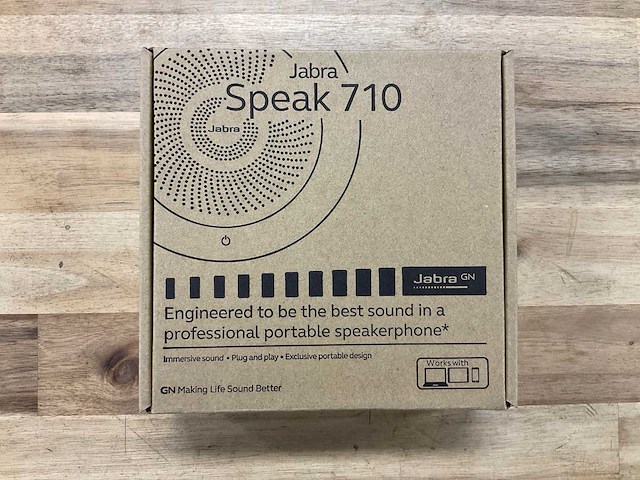 Jabra
Speak 710
Jabra
Jabra GN
Engineered to be the best sound in a
professional portable speakerphone*
Immersive sound • Plug and play • Exclusive portable design
Works with
GN Making Life Sound Better